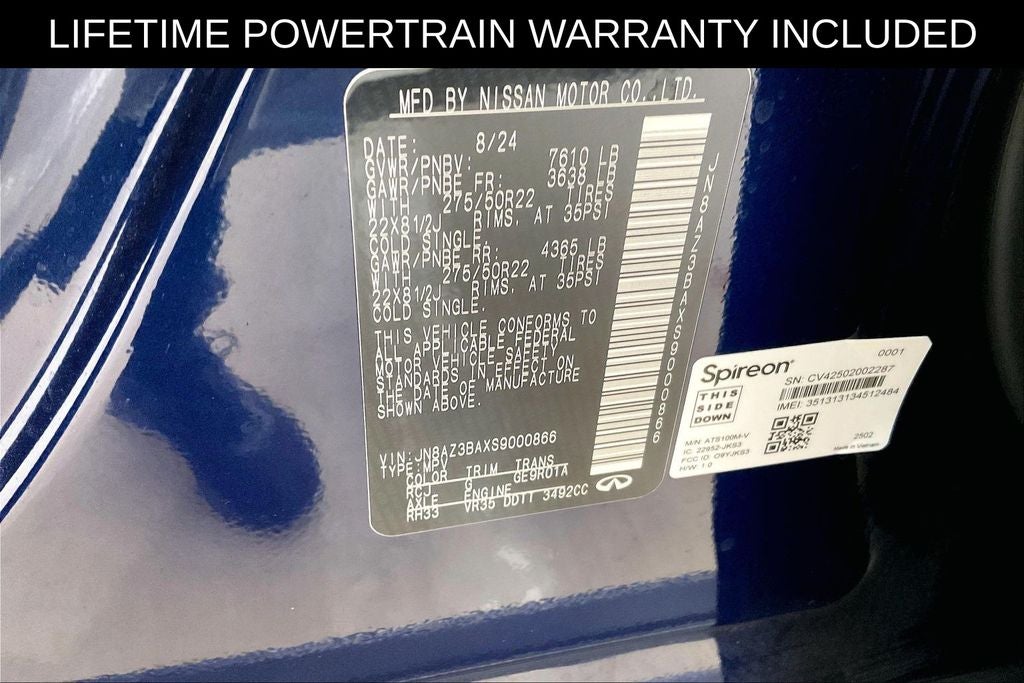 LIFETIME POWERTRAIN WARRANTY INCLUDED
MFD BY NISSAN MOTOR CO.,LTD.
DATE: 8/24
GVWR/PNBV: 7610 LB
GAWR/PNBE FR: 3638 LB
WITH 275/50R22 TIRES
22X8 1/2J RIMS, AT 35PSI
COLD SINGLE.
GAWR/PNBE RR: 4365 LB
WITH 275/50R22 TIRES
22X8 1/2J RIMS, AT 35PSI
COLD SINGLE.
THIS VEHICLE CONFORMS TO
ALL APPLICABLE FEDERAL
MOTOR VEHICLE SAFETY
STANDARDS IN EFFECT ON
THE DATE OF MANUFACTURE
SHOWN ABOVE.
VIN:JN8AZ3BAXS9000866
TYPE:MPV
COLOR TRIM TRANS
RCJ G GE9R01A
AXLE ENGINE
RH33 VR35 DDTT 3492CC
JN8AZ3BAXS9000866
Spireon
0001
SN: CV42502002287
IMEI: 351313134512484
THIS
SIDE
DOWN
M/N: ATS100M-V
IC: 22952-JKS3
FCC ID: O9YJKS3
H/W: 1.0
2502
Made in Vietnam